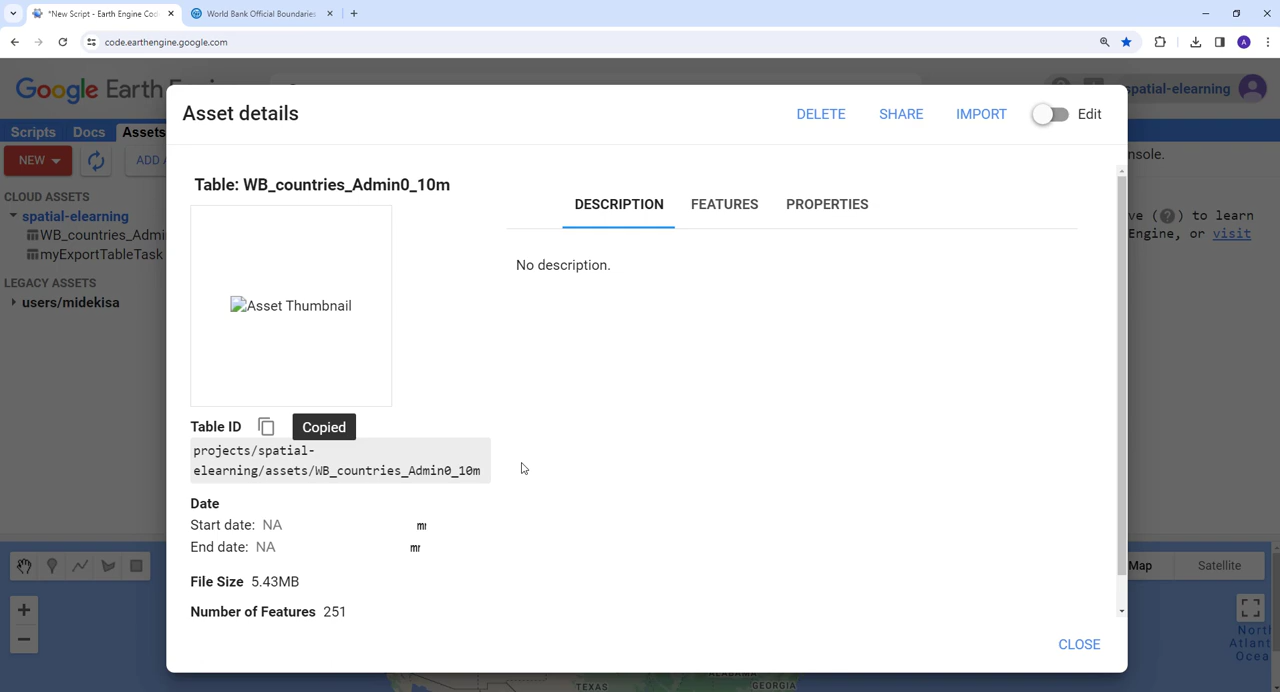 *New Script - Earth Engine Cod
World Bank Official Boundaries
code.earthengine.google.com
A
Google Earth
spatial-elearning
Scripts
Docs
Assets
NEW
ADD A
CLOUD ASSETS
spatial-elearning
WB_countries_Admi
myExportTableTask
LEGACY ASSETS
users/midekisa
Asset details
DELETE
SHARE
IMPORT
Edit
Table: WB_countries_Admin0_10m
Asset Thumbnail
DESCRIPTION
FEATURES
PROPERTIES
No description.
Table ID
Copied
projects/spatial-
elearning/assets/WB_countries_Admin0_10m
Date
Start date: NA
End date: NA
File Size 5.43MB
Number of Features 251
CLOSE
nsole.
ve (?) to learn
Engine, or visit
Map
Satellite
North
Atlant
Ocea
TEXAS
ALABAMA
GEORGIA